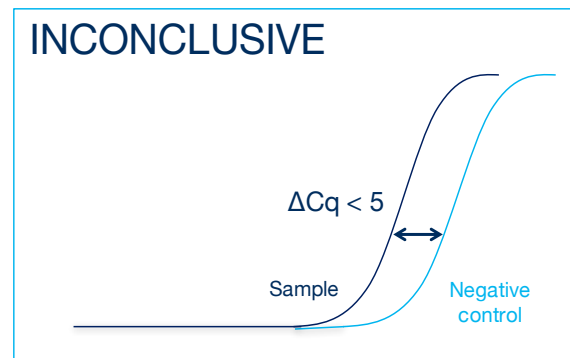 INCONCLUSIVE
ΔCq < 5
Sample
Negative
control